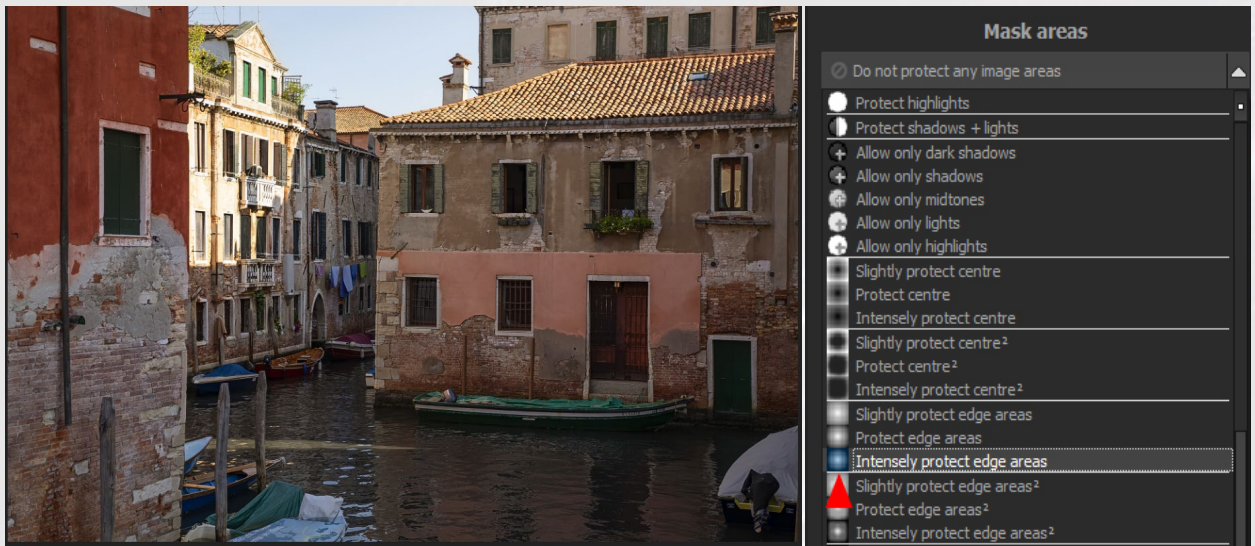 Mask areas
Do not protect any image areas
Protect highlights
Protect shadows + lights
Allow only dark shadows
Allow only shadows
Allow only midtones
Allow only lights
Allow only highlights
Slightly protect centre
Protect centre
Intensely protect centre
Slightly protect centre²
Protect centre²
Intensely protect centre²
Slightly protect edge areas
Protect edge areas
Intensely protect edge areas
Slightly protect edge areas²
Protect edge areas²
Intensely protect edge areas²